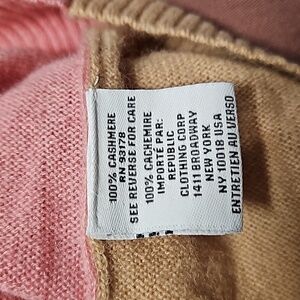 100% CASHMERE
RN 93178
SEE REVERSE FOR CARE
100% CACHEMIRE
IMPORTÉ PAR:
REPUBLIC
CLOTHING CORP
1411 BROADWAY
NEW YORK
NY 10018 USA
ENTRETIEN AU VERSO